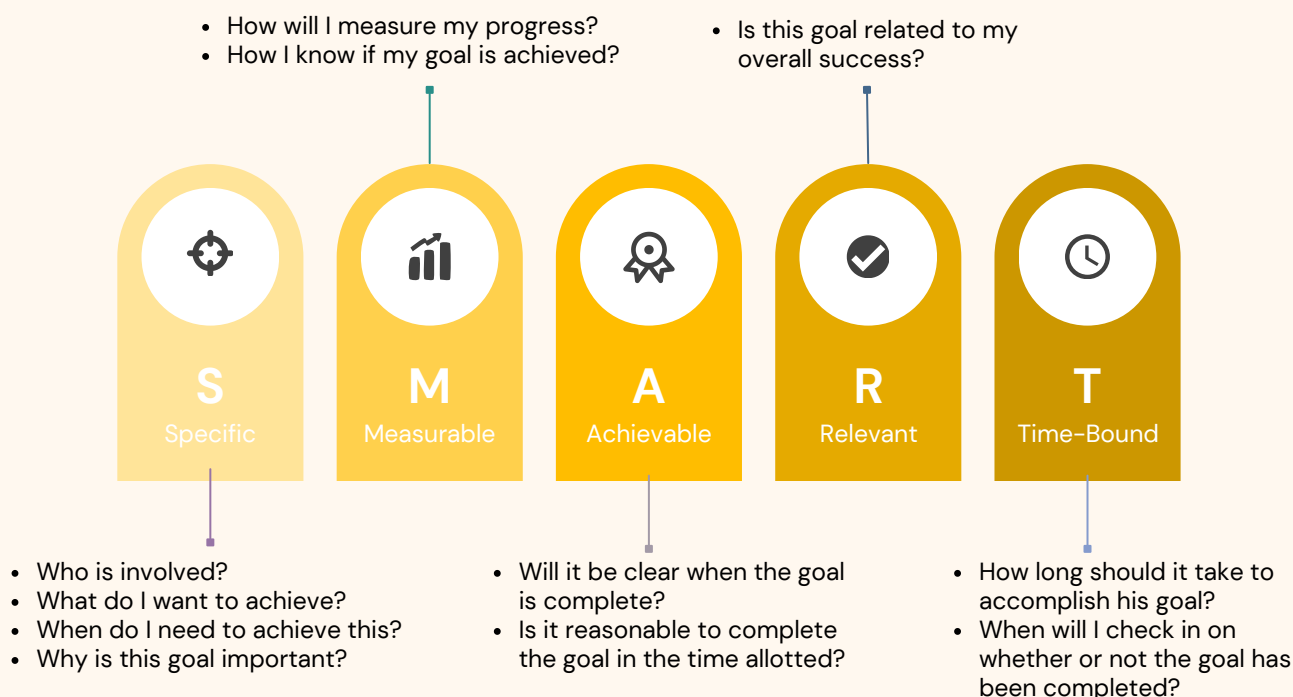 • How will I measure my progress?
• How I know if my goal is achieved?
• Is this goal related to my
overall success?
S
Specific
M
Measurable
A
Achievable
R
Relevant
T
Time-Bound
• Who is involved?
• What do I want to achieve?
• When do I need to achieve this?
• Why is this goal important?
• Will it be clear when the goal
is complete?
• Is it reasonable to complete
the goal in the time allotted?
• How long should it take to
accomplish his goal?
• When will I check in on
whether or not the goal has
been completed?